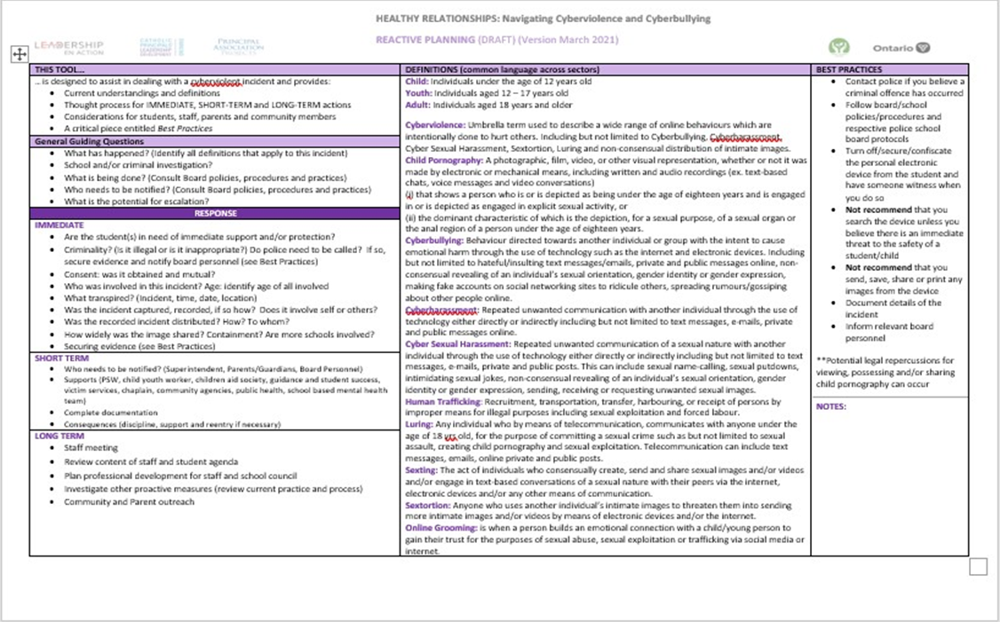 HEALTHY RELATIONSHIPS: Navigating Cyberviolence and Cyberbullying
REACTIVE PLANNING (DRAFT) (Version March 2021)
LEADERSHIP
EN ACTION
CATHOLIC
PRINCIPALS
LEADERSHIP
DEVELOPMENT
PRINCIPAL
ASSOCIATION
PROJECTS
Ontario
THIS TOOL...
... is designed to assist in dealing with a cyberviolent incident and provides:
• Current understandings and definitions
• Thought process for IMMEDIATE, SHORT-TERM and LONG-TERM actions
• Considerations for students, staff, parents and community members
• A critical piece entitled Best Practices
General Guiding Questions
• What has happened? (Identify all definitions that apply to this incident)
• School and/or criminal investigation?
• What is being done? (Consult Board policies, procedures and practices)
• Who needs to be notified? (Consult Board policies, procedures and practices)
• What is the potential for escalation?
RESPONSE
IMMEDIATE
• Are the student(s) in need of immediate support and/or protection?
• Criminality? (Is it illegal or is it inappropriate?) Do police need to be called? If so,
secure evidence and notify board personnel (see Best Practices)
• Consent: was it obtained and mutual?
• Who was involved in this incident? Age: identify age of all involved
• What transpired? (Incident, time, date, location)
• Was the incident captured, recorded, if so how? Does it involve self or others?
• Was the recorded incident distributed? How? To whom?
• How widely was the image shared? Containment? Are more schools involved?
• Securing evidence (see Best Practices)
SHORT TERM
• Who needs to be notified? (Superintendent, Parents/Guardians, Board Personnel)
• Supports (PSW, child youth worker, children aid society, guidance and student success,
victim services, chaplain, community agencies, public health, school based mental health
team)
• Complete documentation
• Consequences (discipline, support and reentry if necessary)
LONG TERM
• Staff meeting
• Review content of staff and student agenda
• Plan professional development for staff and school council
• Investigate other proactive measures (review current practice and process)
• Community and Parent outreach
DEFINITIONS (common language across sectors)
Child: Individuals under the age of 12 years old
Youth: Individuals aged 12 – 17 years old
Adult: Individuals aged 18 years and older
Cyberviolence: Umbrella term used to describe a wide range of online behaviours which are
intentionally done to hurt others. Including but not limited to Cyberbullying, Cyberharassment,
Cyber Sexual Harassment, Sextortion, Luring and non-consensual distribution of intimate images.
Child Pornography: A photographic, film, video, or other visual representation, whether or not it was
made by electronic or mechanical means, including written and audio recordings (ex. text-based
chats, voice messages and video conversations)
(i) that shows a person who is or is depicted as being under the age of eighteen years and is engaged
in or is depicted as engaged in explicit sexual activity, or
(ii) the dominant characteristic of which is the depiction, for a sexual purpose, of a sexual organ or
the anal region of a person under the age of eighteen years.
Cyberbullying: Behaviour directed towards another individual or group with the intent to cause
emotional harm through the use of technology such as the internet and electronic devices. Including
but not limited to hateful/insulting text messages/emails, private and public messages online, non-
consensual revealing of an individual's sexual orientation, gender identity or gender expression,
making fake accounts on social networking sites to ridicule others, spreading rumours/gossiping
about other people online.
Cyberharassment: Repeated unwanted communication with another individual through the use of
technology either directly or indirectly including but not limited to text messages, e-mails, private
and public messages online.
Cyber Sexual Harassment: Repeated unwanted communication of a sexual nature with another
individual through the use of technology either directly or indirectly including but not limited to text
messages, e-mails, private and public posts. This can include sexual name-calling, sexual putdowns,
intimidating sexual jokes, non-consensual revealing of an individual's sexual orientation, gender
identity or gender expression, sending, receiving or requesting unwanted sexual images.
Human Trafficking: Recruitment, transportation, transfer, harbouring, or receipt of persons by
improper means for illegal purposes including sexual exploitation and forced labour.
Luring: Any individual who by means of telecommunication, communicates with anyone under the
age of 18 yrs old, for the purpose of committing a sexual crime such as but not limited to sexual
assault, creating child pornography and sexual exploitation. Telecommunication can include text
messages, emails, online private and public posts.
Sexting: The act of individuals who consensually create, send and share sexual images and/or videos
and/or engage in text-based conversations of a sexual nature with their peers via the internet,
electronic devices and/or any other means of communication.
Sextortion: Anyone who uses another individual's intimate images to threaten them into sending
more intimate images and/or videos by means of electronic devices and/or the internet.
Online Grooming: is when a person builds an emotional connection with a child/young person to
gain their trust for the purposes of sexual abuse, sexual exploitation or trafficking via social media or
internet.
BEST PRACTICES
• Contact police if you believe a
criminal offence has occurred
• Follow board/school
policies/procedures and
respective police school
board protocols
• Turn off/secure/confiscate
the personal electronic
device from the student and
have someone witness when
you do so
• Not recommend that you
search the device unless you
believe there is an immediate
threat to the safety of a
student/child
• Not recommend that you
send, save, share or print any
images from the device
• Document details of the
incident
• Inform relevant board
personnel
**Potential legal repercussions for
viewing, possessing and/or sharing
child pornography can occur
NOTES: